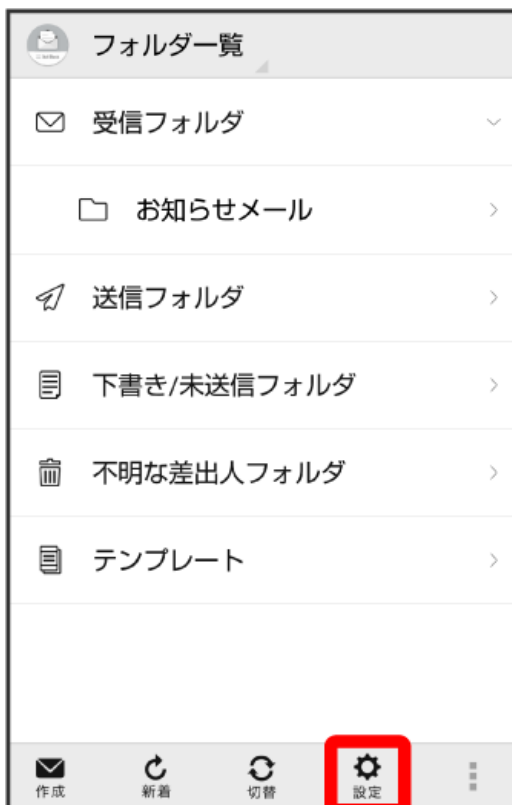 フォルダ一覧
受信フォルダ
お知らせメール
送信フォルダ
下書き/未送信フォルダ
不明な差出人フォルダ
テンプレート
作成
新着
切替
設定